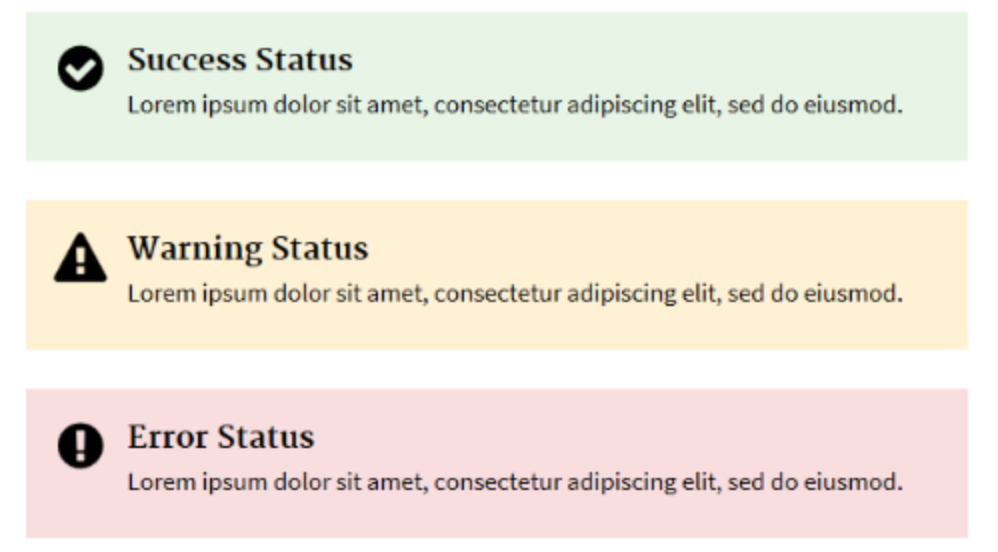 Success Status
Lorem ipsum dolor sit amet, consectetur adipiscing elit, sed do eiusmod.
Warning Status
Lorem ipsum dolor sit amet, consectetur adipiscing elit, sed do eiusmod.
Error Status
Lorem ipsum dolor sit amet, consectetur adipiscing elit, sed do eiusmod.